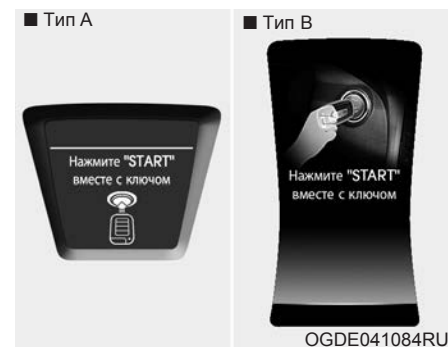 ■ Тип A
■ Тип B
Нажмите "START"
вместе с ключом
Нажмите "START"
вместе с ключом
OGDE041084RU